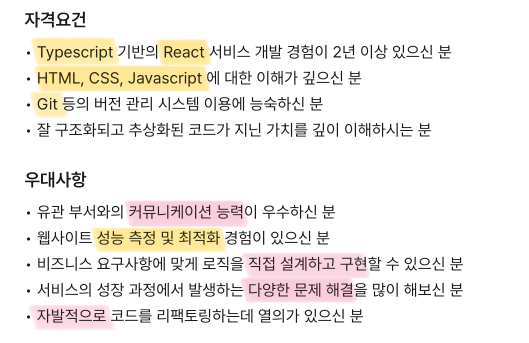 자격요건
• Typescript 기반의 React 서비스 개발 경험이 2년 이상 있으신 분
• HTML, CSS, Javascript 에 대한 이해가 깊으신 분
• Git 등의 버전 관리 시스템 이용에 능숙하신 분
• 잘 구조화되고 추상화된 코드가 지닌 가치를 깊이 이해하시는 분
우대사항
• 유관 부서와의 커뮤니케이션 능력이 우수하신 분
• 웹사이트 성능 측정 및 최적화 경험이 있으신 분
• 비즈니스 요구사항에 맞게 로직을 직접 설계하고 구현할 수 있으신 분
• 서비스의 성장 과정에서 발생하는 다양한 문제 해결을 많이 해보신 분
• 자발적으로 코드를 리팩토링하는데 열의가 있으신 분